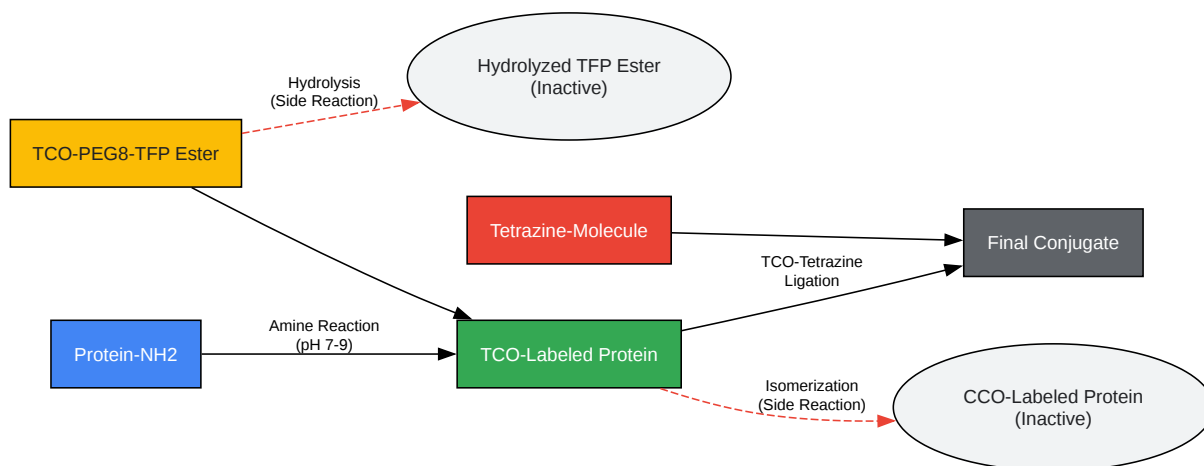 Hydrolyzed TFP Ester
(Inactive)
Hydrolysis
(Side Reaction)
TCO-PEG8-TFP Ester
Tetrazine-Molecule
Final Conjugate
TCO-Tetrazine
Ligation
Protein-NH2
Amine Reaction
(pH 7-9)
TCO-Labeled Protein
Isomerization
(Side Reaction)
CCO-Labeled Protein
(Inactive)